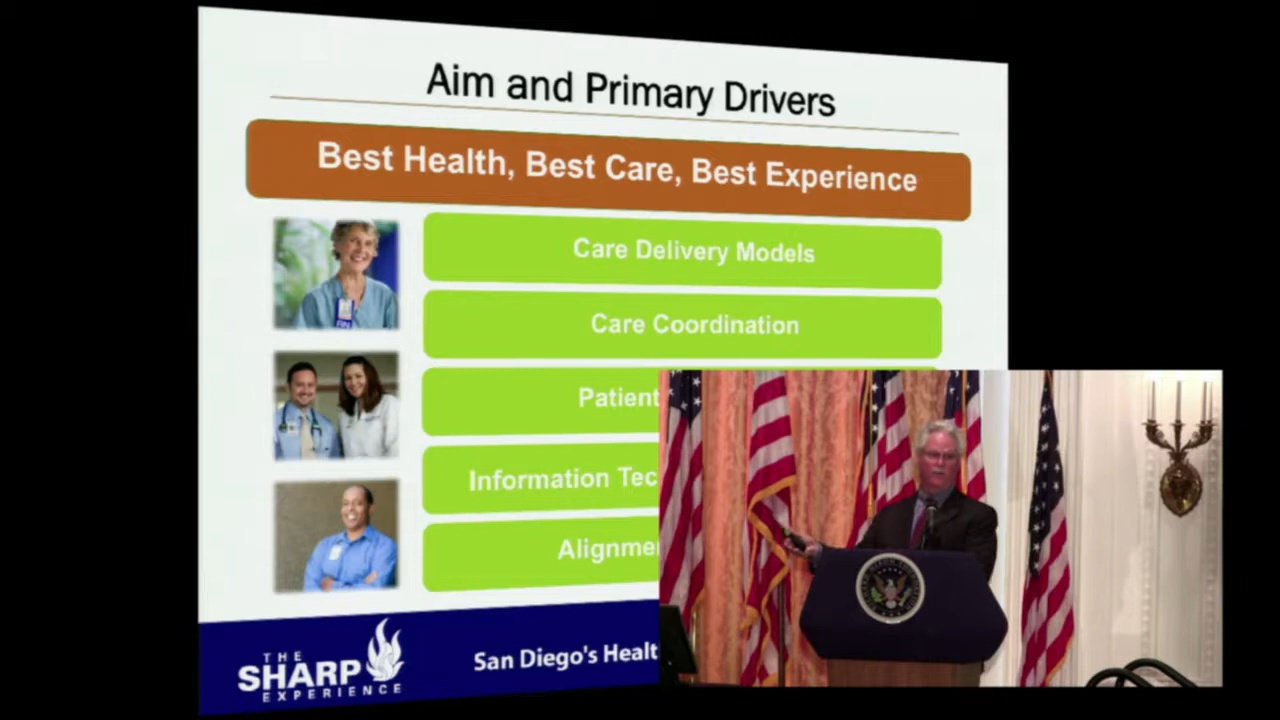 Aim and Primary Drivers
Best Health, Best Care, Best Experience
Care Delivery Models
Care Coordination
Patient
Information Tec
Alignme
THE
SHARP
EXPERIENCE
San Diego's Healt